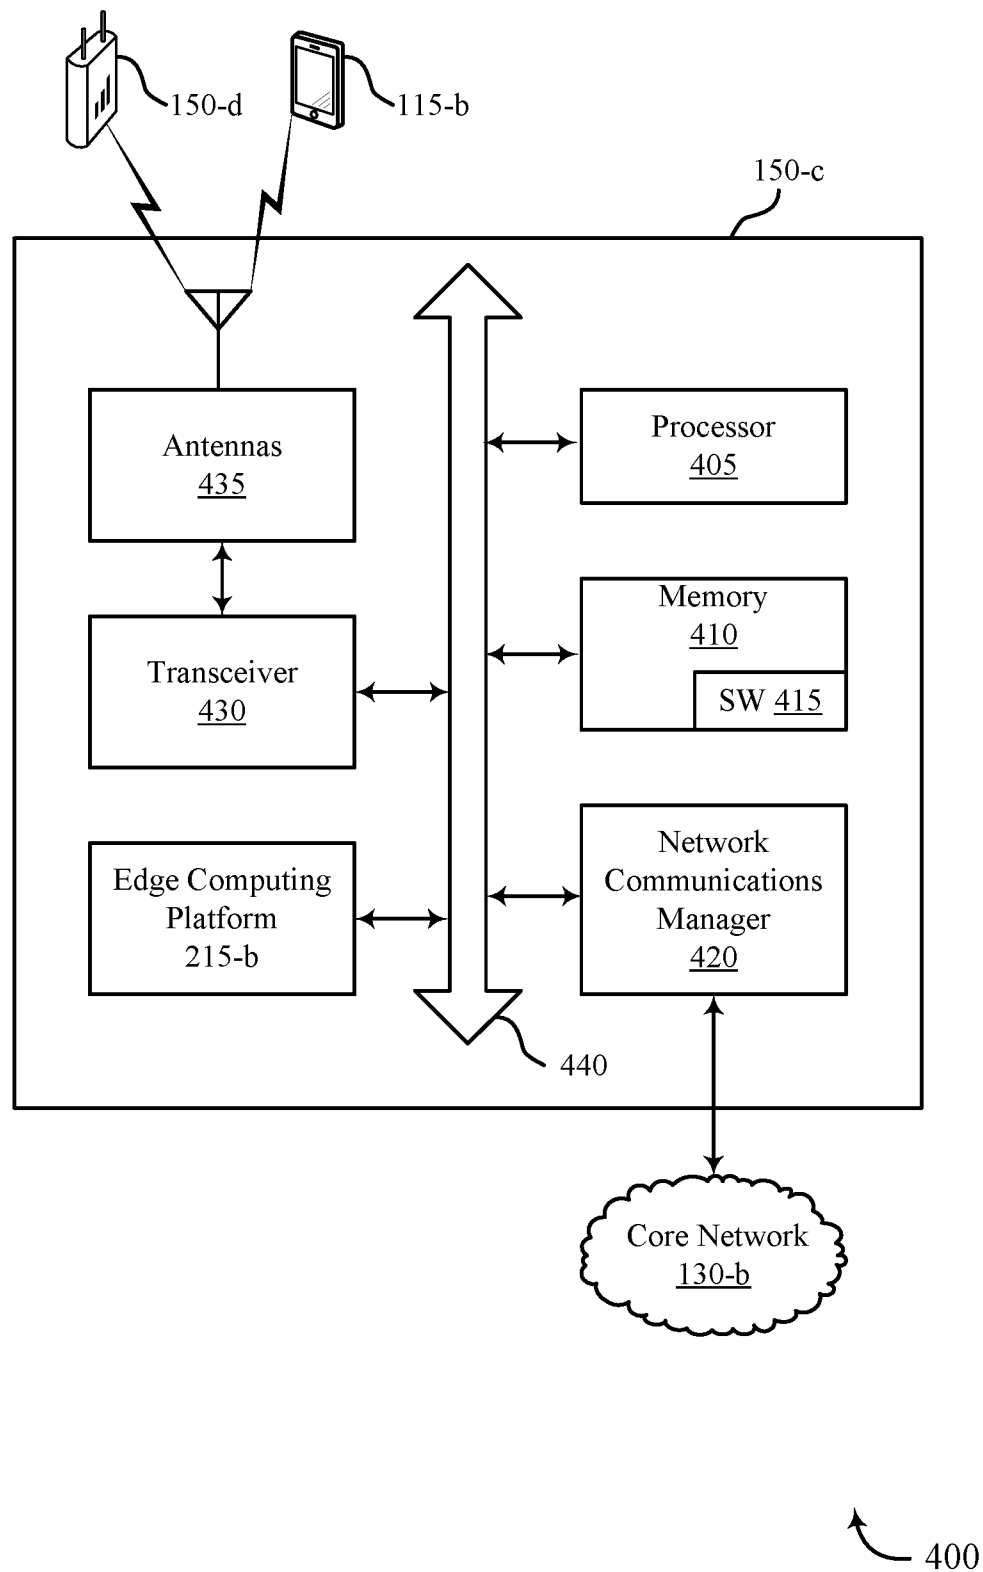 150-d
115-b
150-c
Antennas
435
Processor
405
Memory
410
SW 415
Transceiver
430
Edge Computing
Platform
215-b
Network
Communications
Manager
420
440
Core Network
130-b
400